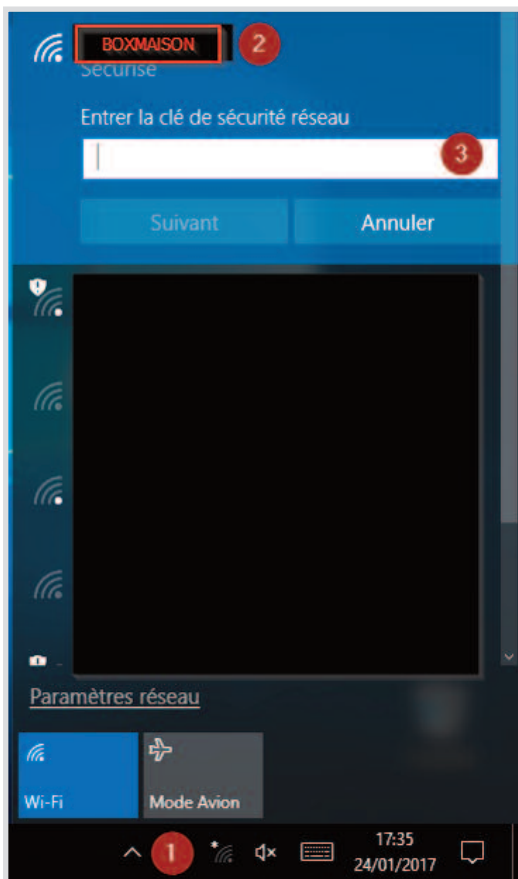 BOXMAISON 2
Sécurisé
Entrer la clé de sécurité réseau
3
Suivant Annuler
Paramètres réseau
Wi-Fi Mode Avion
1 17:35
24/01/2017